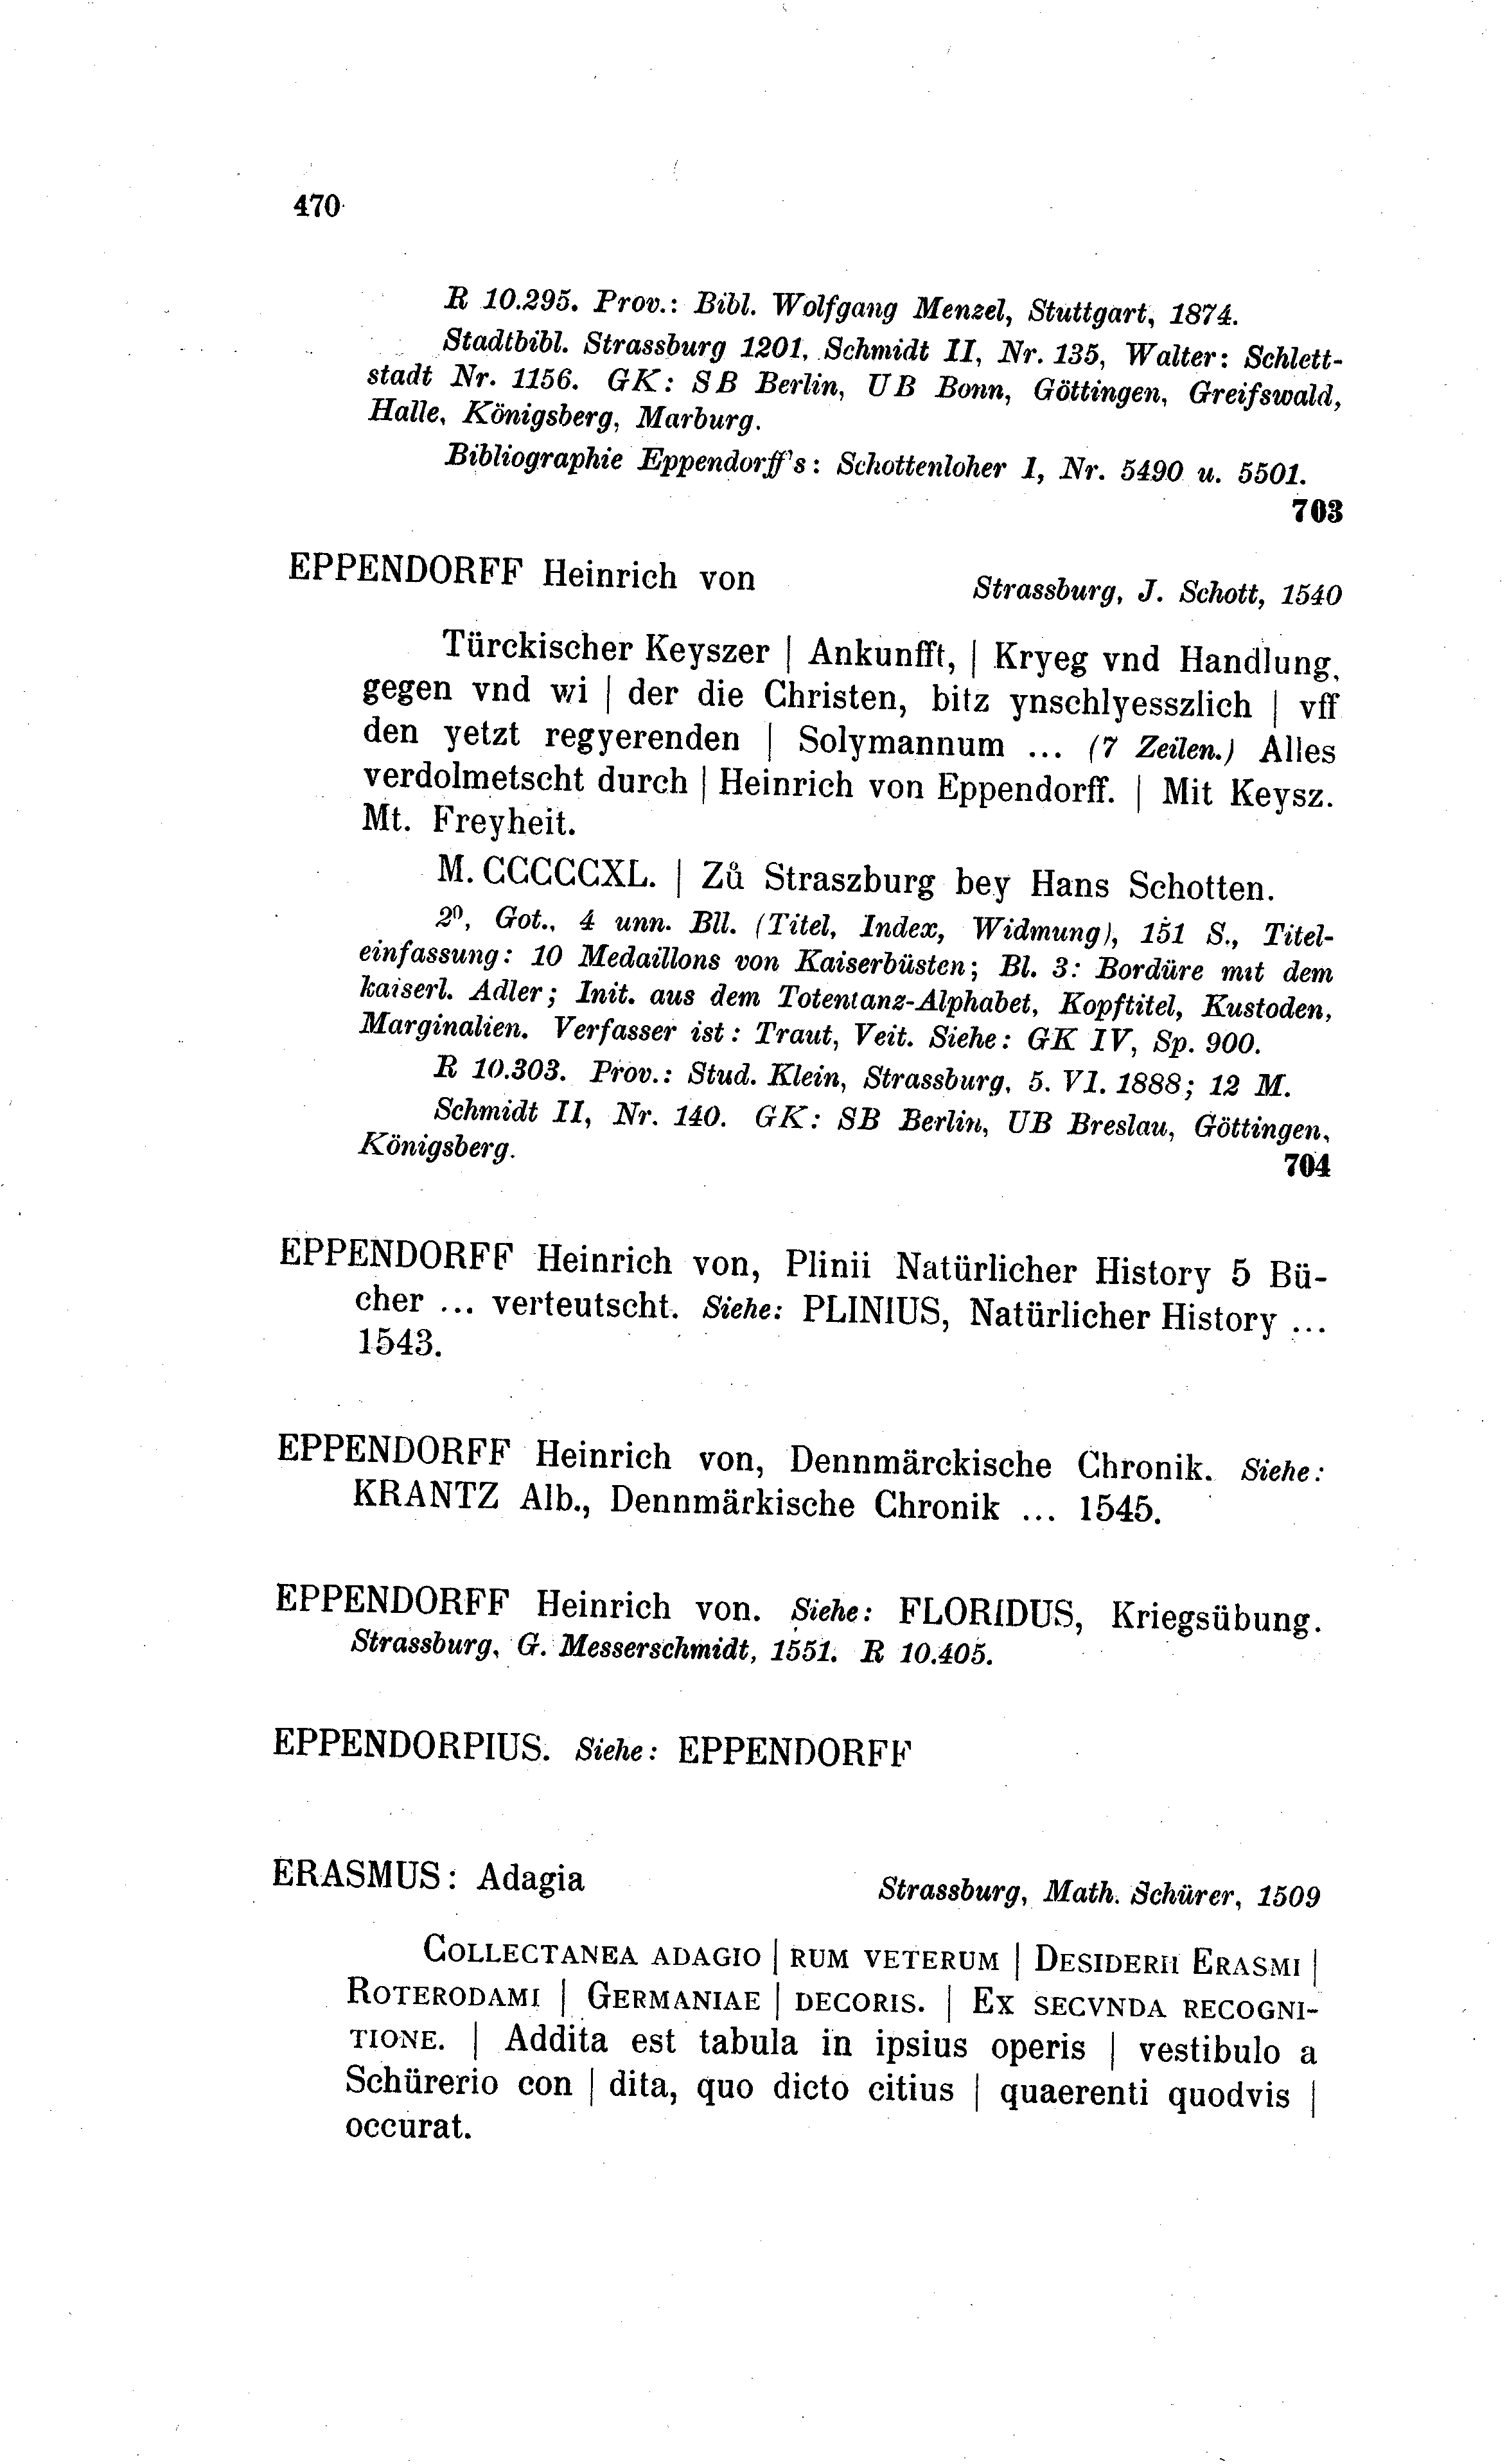 470
R 10.295. Prov.: Bibl. Wolfgang Menzel, Stuttgart, 1874.
Stadtbibl. Strassburg 1201, Schmidt II, Nr. 135, Walter: Schlett-
stadt Nr. 1156. GK: SB Berlin, UB Bonn, Göttingen, Greifswald,
Halle, Königsberg, Marburg.
Bibliographie Eppendorff's: Schottenloher I, Nr. 5490 u. 5501.
703
EPPENDORFF Heinrich von Strassburg, J. Schott, 1540
Türckischer Keyszer | Ankunfft, | Kryeg vnd Handlung,
gegen vnd wi | der die Christen, bitz ynschlyesszlich | vff
den yetzt regyerenden | Solymannum ... (7 Zeilen.) Alles
verdolmetscht durch | Heinrich von Eppendorff. | Mit Keysz.
Mt. Freyheit.
M. CCCCCXL. | Zů Straszburg bey Hans Schotten.
2⁰, Got., 4 unn. Bll. (Titel, Index, Widmung), 151 S., Titel-
einfassung: 10 Medaillons von Kaiserbüsten; Bl. 3: Bordüre mit dem
kaiserl. Adler; Init. aus dem Totentanz-Alphabet, Kopftitel, Kustoden,
Marginalien. Verfasser ist: Traut, Veit. Siehe: GK IV, Sp. 900.
R 10.303. Prov.: Stud. Klein, Strassburg, 5. VI. 1888; 12 M.
Schmidt II, Nr. 140. GK: SB Berlin, UB Breslau, Göttingen,
Königsberg.
704
EPPENDORFF Heinrich von, Plinii Natürlicher History 5 Bü-
cher ... verteutscht. Siehe: PLINIUS, Natürlicher History ...
1543.
EPPENDORFF Heinrich von, Dennmärckische Chronik. Siehe:
KRANTZ Alb., Dennmärkische Chronik ... 1545.
EPPENDORFF Heinrich von. Siehe: FLORIDUS, Kriegsübung.
Strassburg, G. Messerschmidt, 1551. R 10.405.
EPPENDORPIUS. Siehe: EPPENDORFF
ERASMUS: Adagia Strassburg, Math. Schürer, 1509
COLLECTANEA ADAGIO | RUM VETERUM | DESIDERII ERASMI |
ROTERODAMI | GERMANIAE | DECORIS. | EX SECVNDA RECOGNI-
TIONE. | Addita est tabula in ipsius operis | vestibulo a
Schürerio con | dita, quo dicto citius | quaerenti quodvis |
occurat.